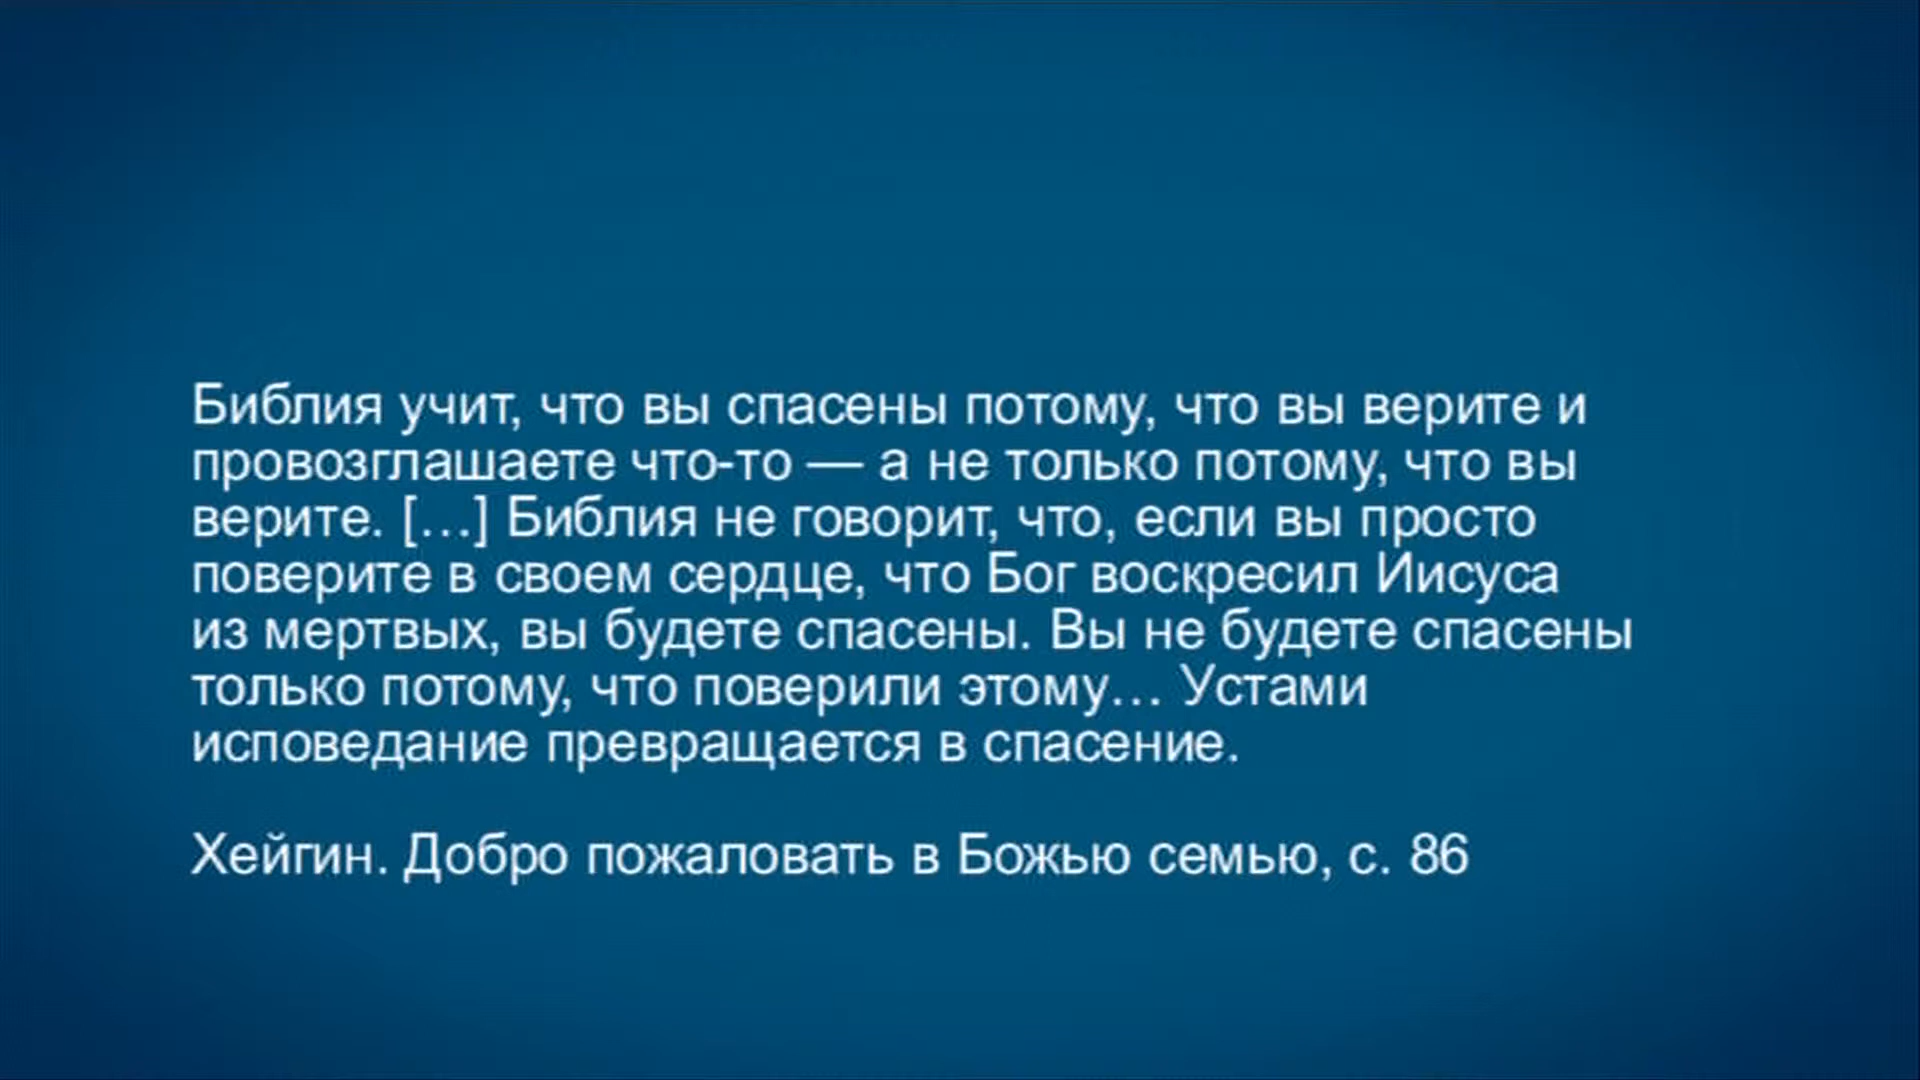 Библия учит, что вы спасены потому, что вы верите и
провозглашаете что-то — а не только потому, что вы
верите. […] Библия не говорит, что, если вы просто
поверите в своем сердце, что Бог воскресил Иисуса
из мертвых, вы будете спасены. Вы не будете спасены
только потому, что поверили этому… Устами
исповедание превращается в спасение.
Хейгин. Добро пожаловать в Божью семью, с. 86